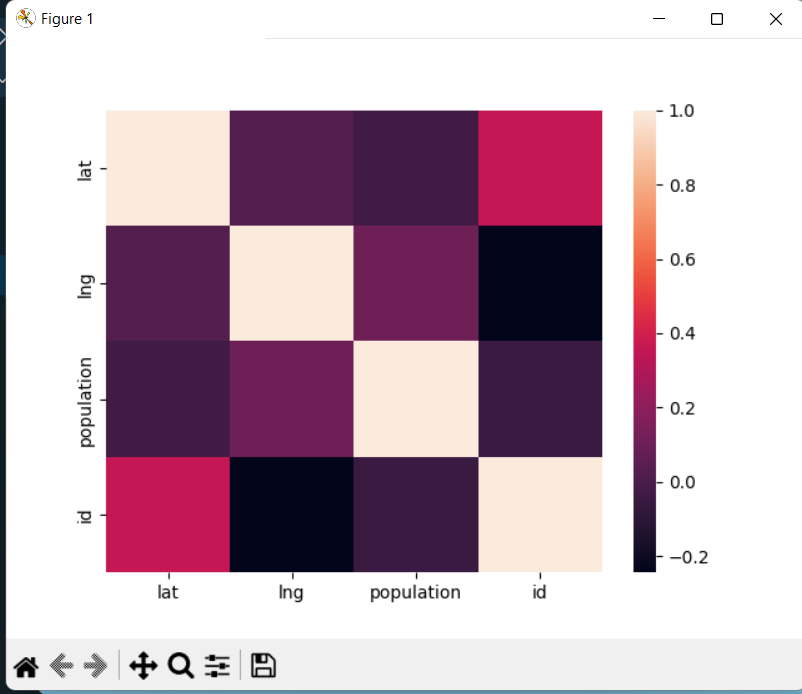 Figure 1
1.0
0.8
0.6
0.4
0.2
0.0
−0.2
lat
lng
population
id
lat
lng
population
id